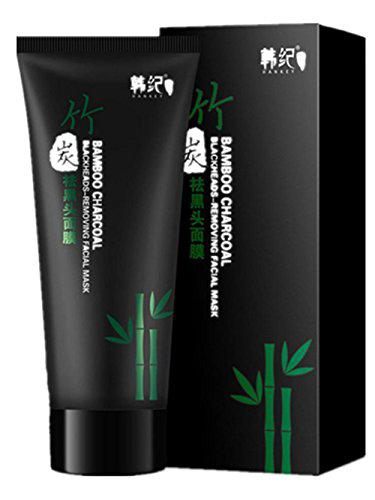 韩纪
HANKEY
竹炭
BAMBOO CHARCOAL
BLACKHEADS-REMOVING FACIAL MASK
祛黑头面膜
韩纪
HANKEY
竹炭
BAMBOO CHARCOAL
BLACKHEADS-REMOVING FACIAL MASK
祛黑头面膜